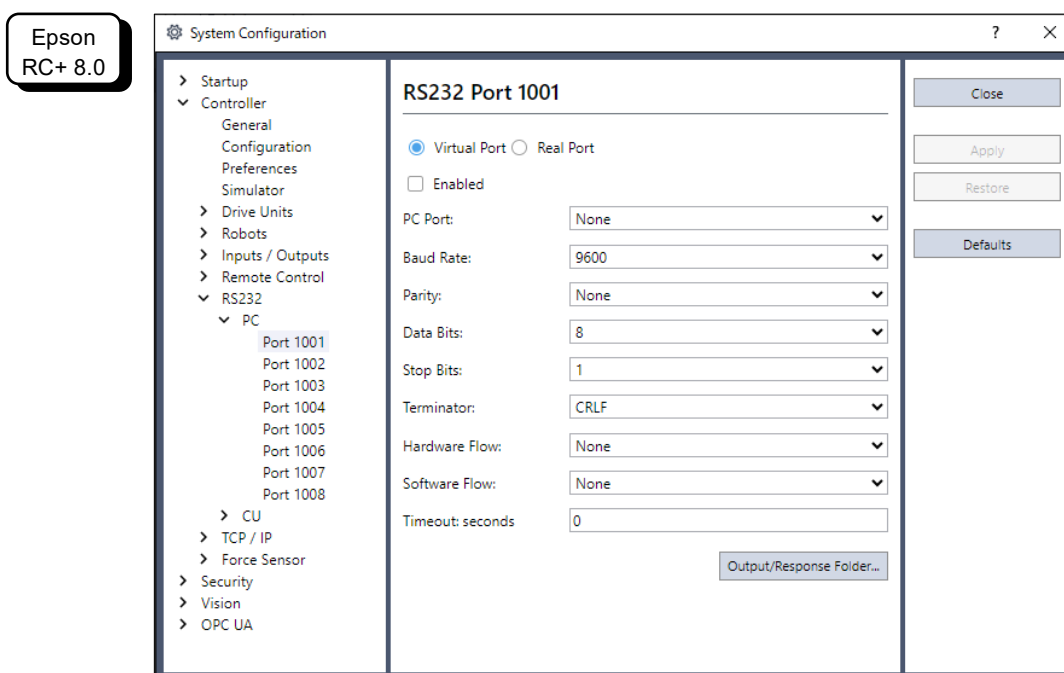 Epson
RC+ 8.0
System Configuration
?
Startup
Controller
General
Configuration
Preferences
Simulator
Drive Units
Robots
Inputs / Outputs
Remote Control
RS232
PC
Port 1001
Port 1002
Port 1003
Port 1004
Port 1005
Port 1006
Port 1007
Port 1008
CU
TCP / IP
Force Sensor
Security
Vision
OPC UA
RS232 Port 1001
Virtual Port Real Port
Enabled
PC Port: None
Baud Rate: 9600
Parity: None
Data Bits: 8
Stop Bits: 1
Terminator: CRLF
Hardware Flow: None
Software Flow: None
Timeout: seconds 0
Output/Response Folder...
Close
Apply
Restore
Defaults